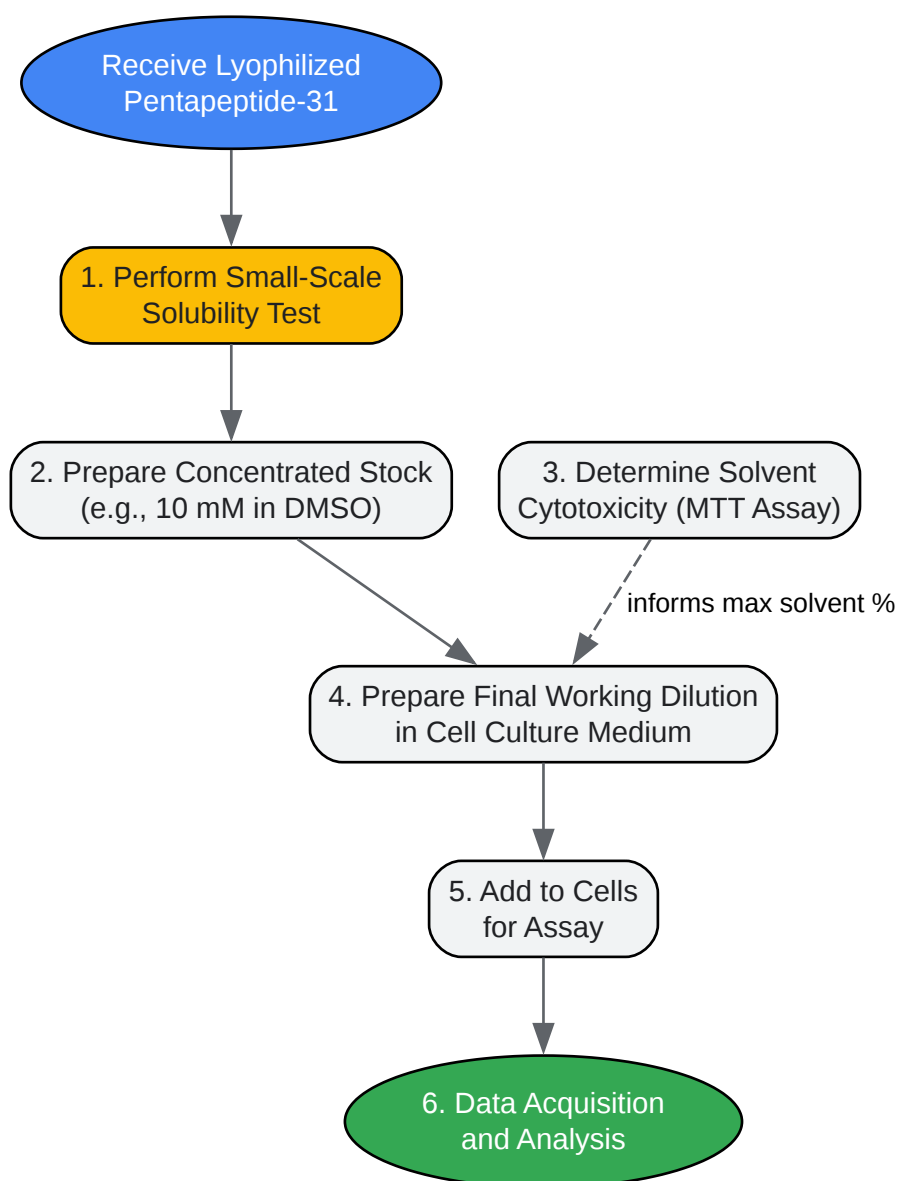 Receive Lyophilized
Pentapeptide-31
1. Perform Small-Scale
Solubility Test
2. Prepare Concentrated Stock
(e.g., 10 mM in DMSO)
3. Determine Solvent
Cytotoxicity (MTT Assay)
informs max solvent %
4. Prepare Final Working Dilution
in Cell Culture Medium
5. Add to Cells
for Assay
6. Data Acquisition
and Analysis